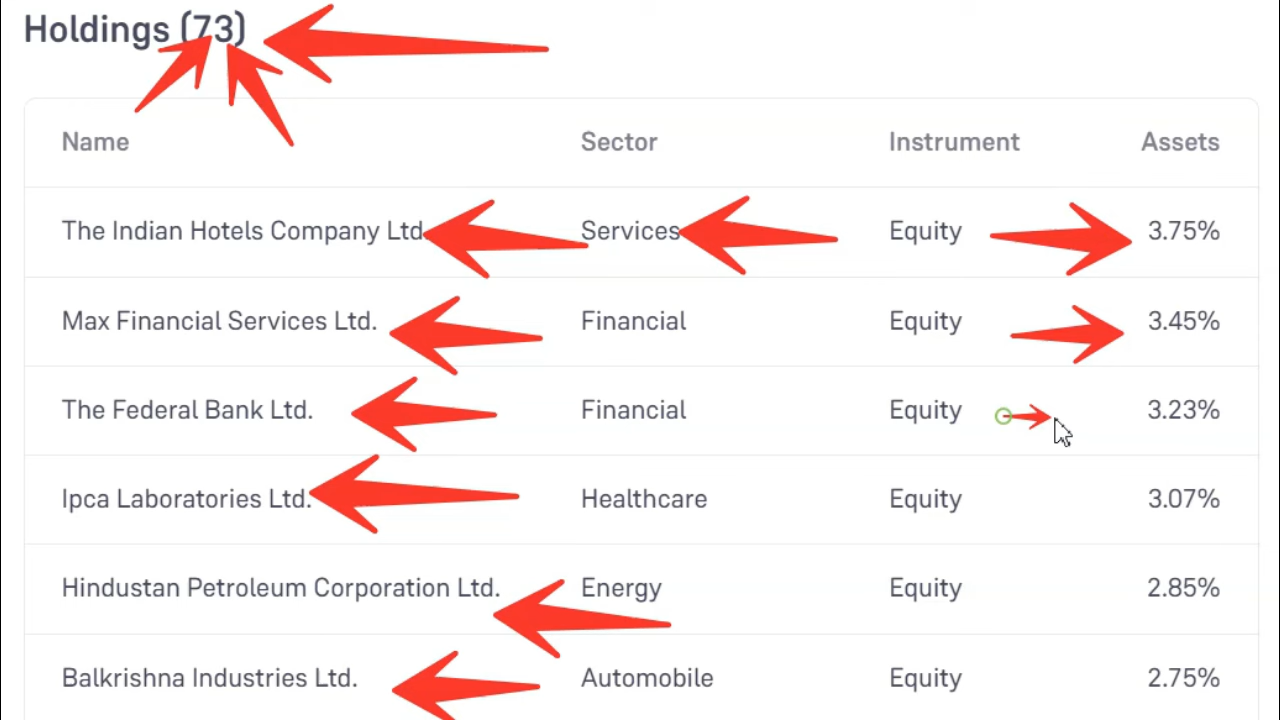 Holdings (73)
Name Sector Instrument Assets
The Indian Hotels Company Ltd. Services Equity 3.75%
Max Financial Services Ltd. Financial Equity 3.45%
The Federal Bank Ltd. Financial Equity 3.23%
Ipca Laboratories Ltd. Healthcare Equity 3.07%
Hindustan Petroleum Corporation Ltd. Energy Equity 2.85%
Balkrishna Industries Ltd. Automobile Equity 2.75%